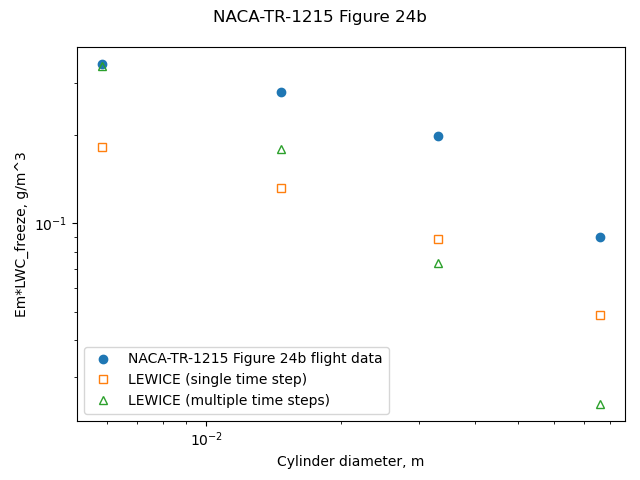 NACA-TR-1215 Figure 24b
Em*LWC_freeze, g/m^3
10⁻¹
NACA-TR-1215 Figure 24b flight data
LEWICE (single time step)
LEWICE (multiple time steps)
10⁻²
Cylinder diameter, m